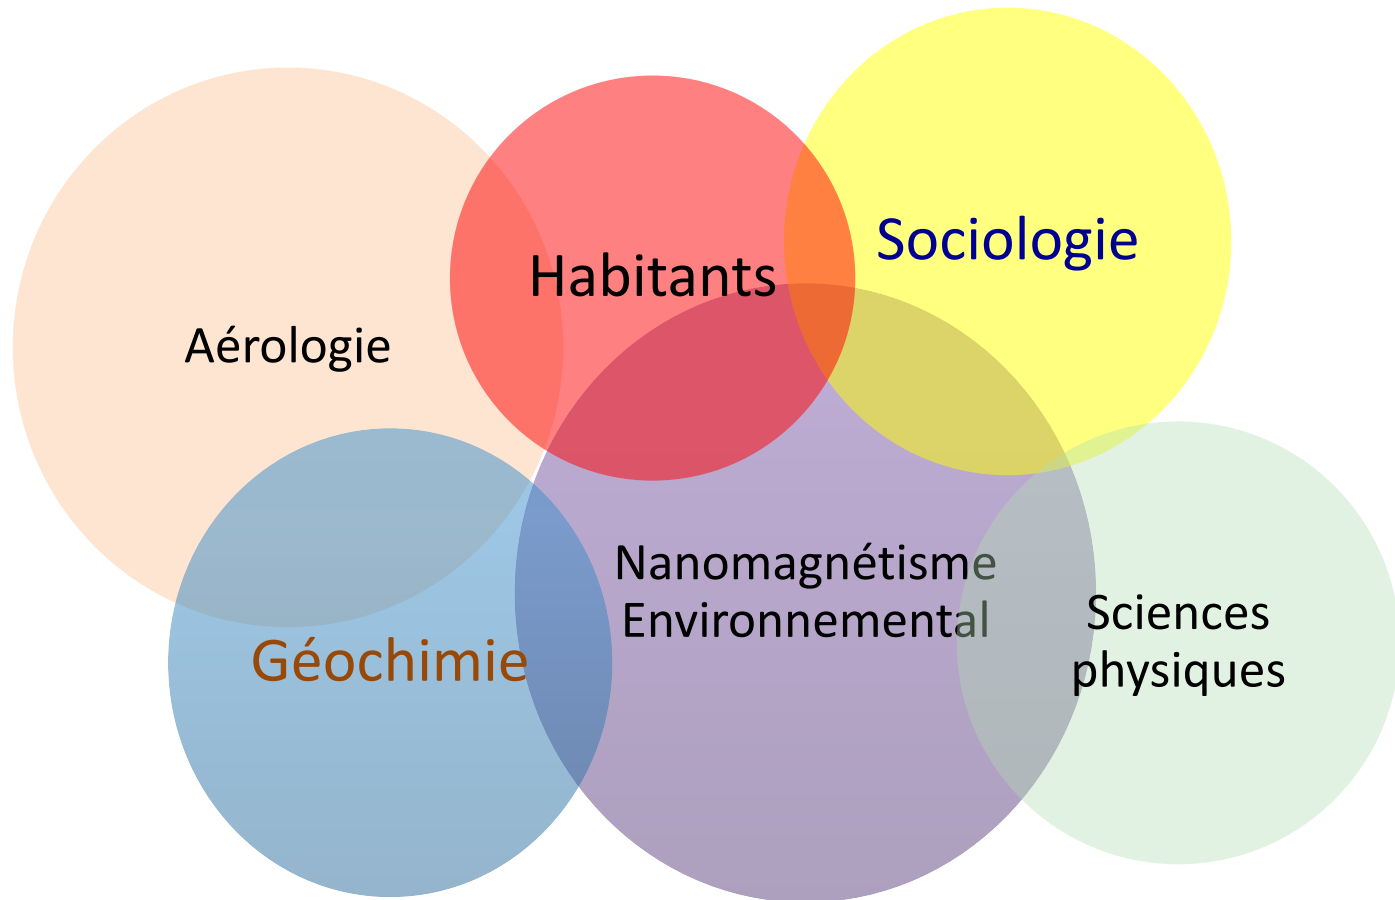 Sociologie
Habitants
Aérologie
Nanomagnétisme
Environnemental
Sciences
physiques
Géochimie